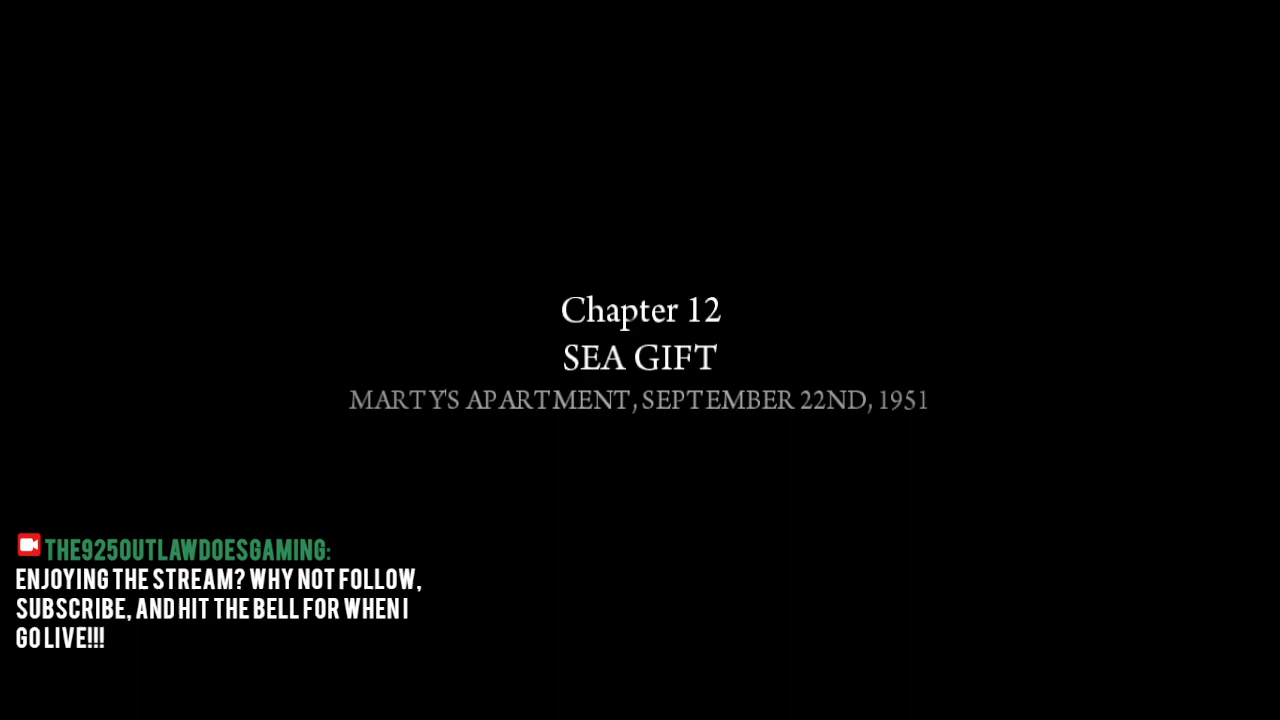 Chapter 12
SEA GIFT
MARTY'S APARTMENT, SEPTEMBER 22ND, 1951
THE925OUTLAWDOESGAMING:
ENJOYING THE STREAM? WHY NOT FOLLOW,
SUBSCRIBE, AND HIT THE BELL FOR WHEN I
GO LIVE!!!